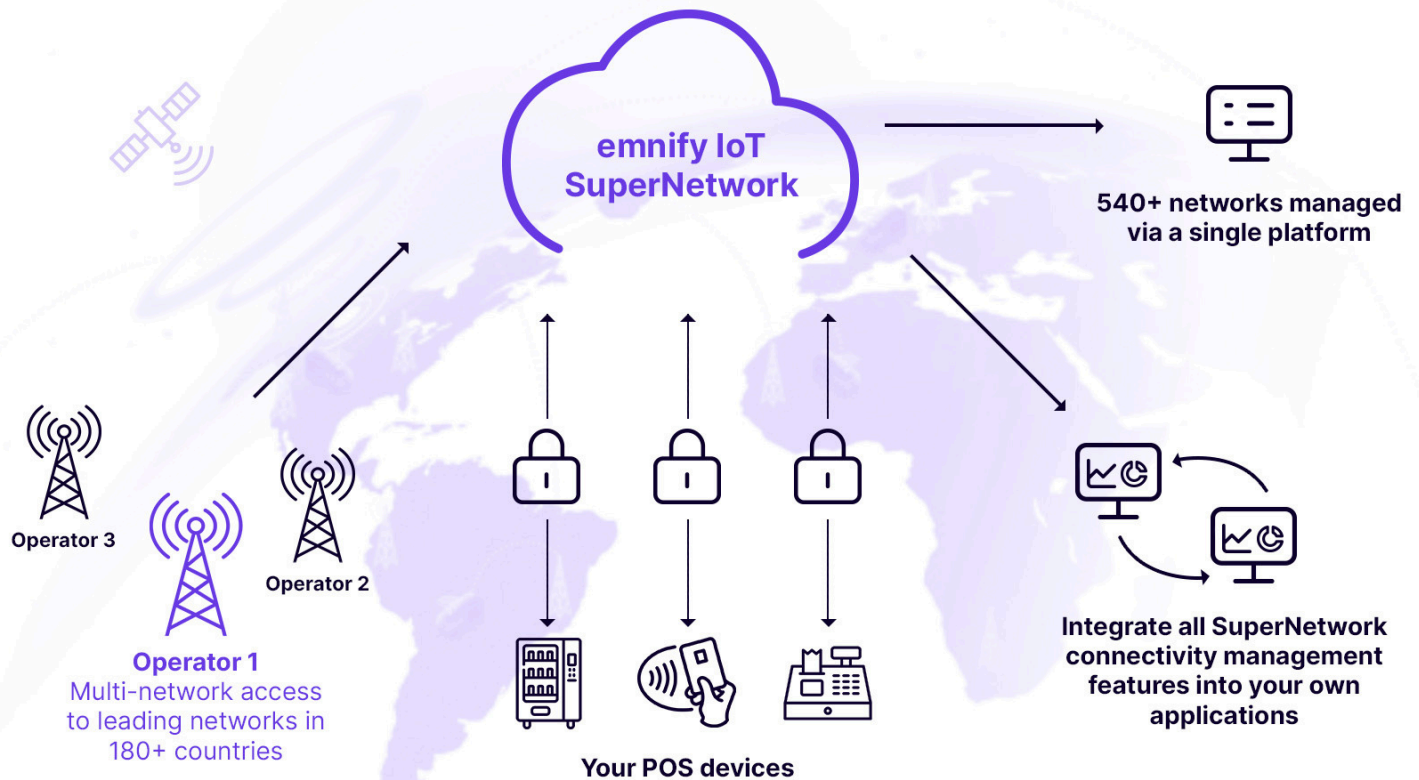 emnify IoT
SuperNetwork
540+ networks managed
via a single platform
Operator 3
Operator 2
Operator 1
Multi-network access
to leading networks in
180+ countries
Your POS devices
Integrate all SuperNetwork
connectivity management
features into your own
applications